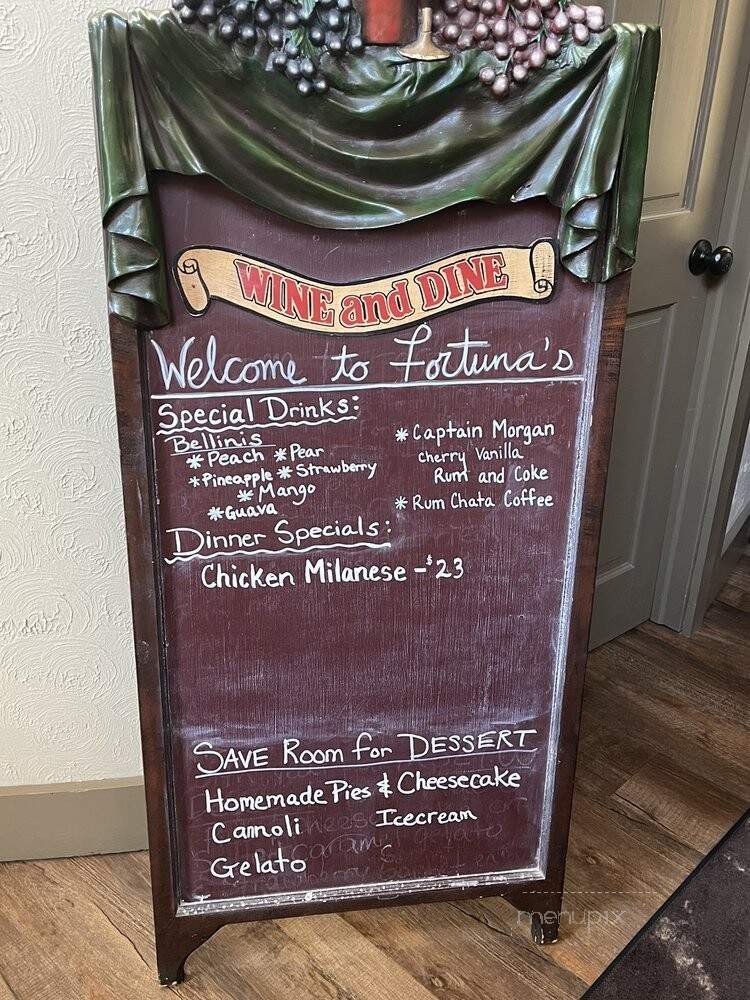 WINE and DINE
Welcome to Fortuna's
Special Drinks:
Bellinis
* Peach * Pear
* Pineapple * Strawberry
* Mango
* Guava
* Captain Morgan
cherry Vanilla
Rum and Coke
* Rum Chata Coffee
Dinner Specials:
Chicken Milanese - $23
SAVE Room for DESSERT
Homemade Pies & Cheesecake
Cannoli Icecream
Gelato
menupix